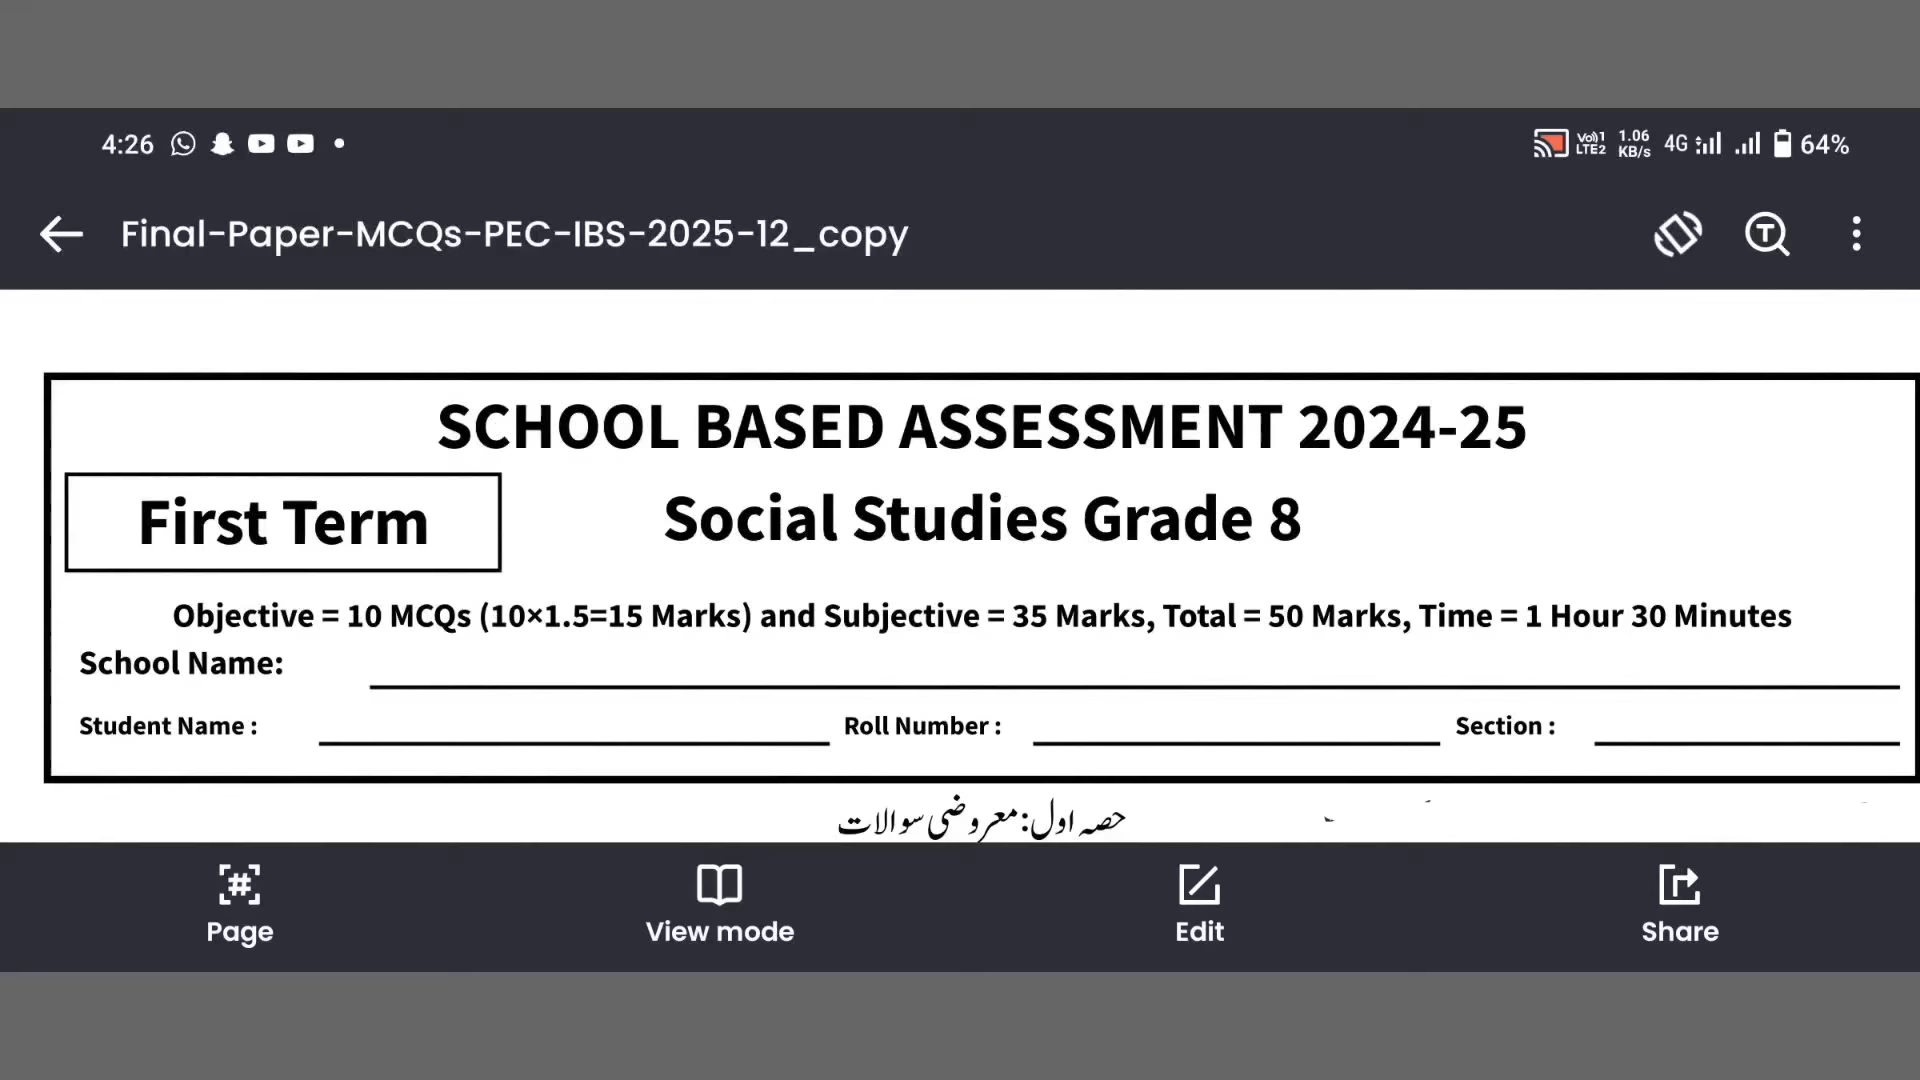 4:26 Vo))1 LTE2 1.06 KB/s 4G 64%
Final-Paper-MCQs-PEC-IBS-2025-12_copy
SCHOOL BASED ASSESSMENT 2024-25
First Term Social Studies Grade 8
Objective = 10 MCQs (10×1.5=15 Marks) and Subjective = 35 Marks, Total = 50 Marks, Time = 1 Hour 30 Minutes
School Name:
Student Name : Roll Number : Section :
حصہ اول: معروضی سوالات
Page View mode Edit Share